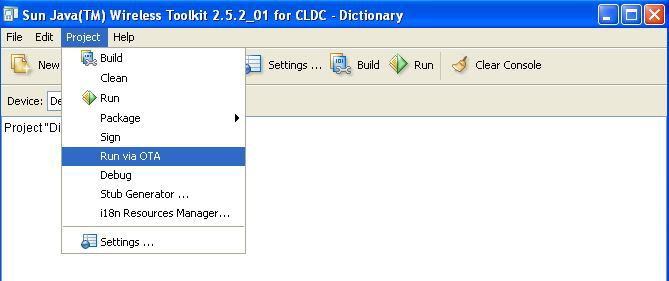 Sun Java(TM) Wireless Toolkit 2.5.2_01 for CLDC - Dictionary
File Edit Project Help
New Settings ... Build Run Clear Console
Device:
Project
Build
Clean
Run
Package
Sign
Run via OTA
Debug
Stub Generator ...
i18n Resources Manager...
Settings ...